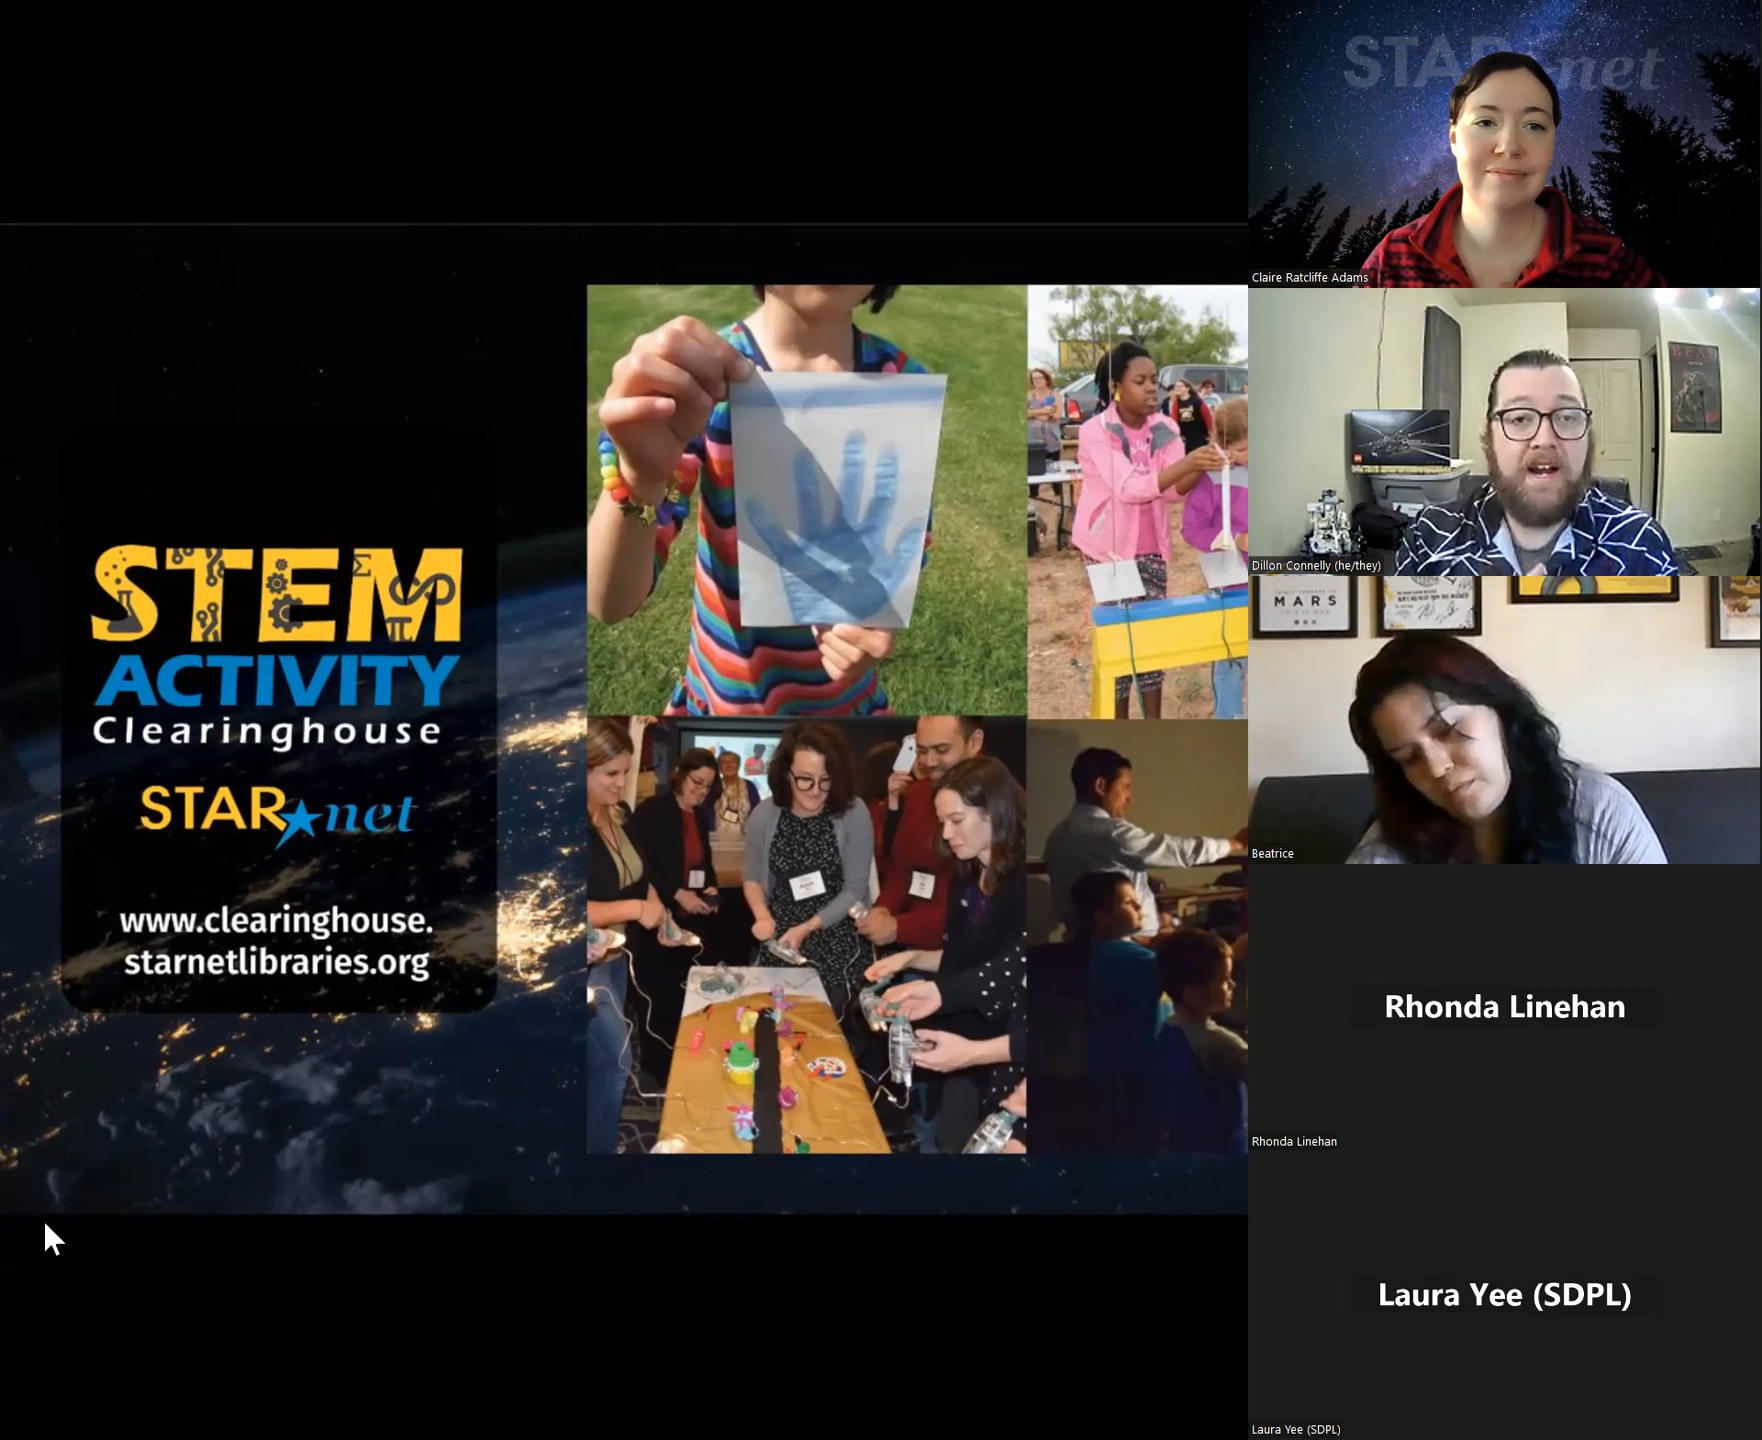 STEM
ACTIVITY
Clearinghouse
STAR net
www.clearinghouse.
starnetlibraries.org
STAR net
Claire Ratcliffe Adams
REAL
Dillon Connelly (he/they)
MARS
Beatrice
Rhonda Linehan
Rhonda Linehan
Laura Yee (SDPL)
Laura Yee (SDPL)